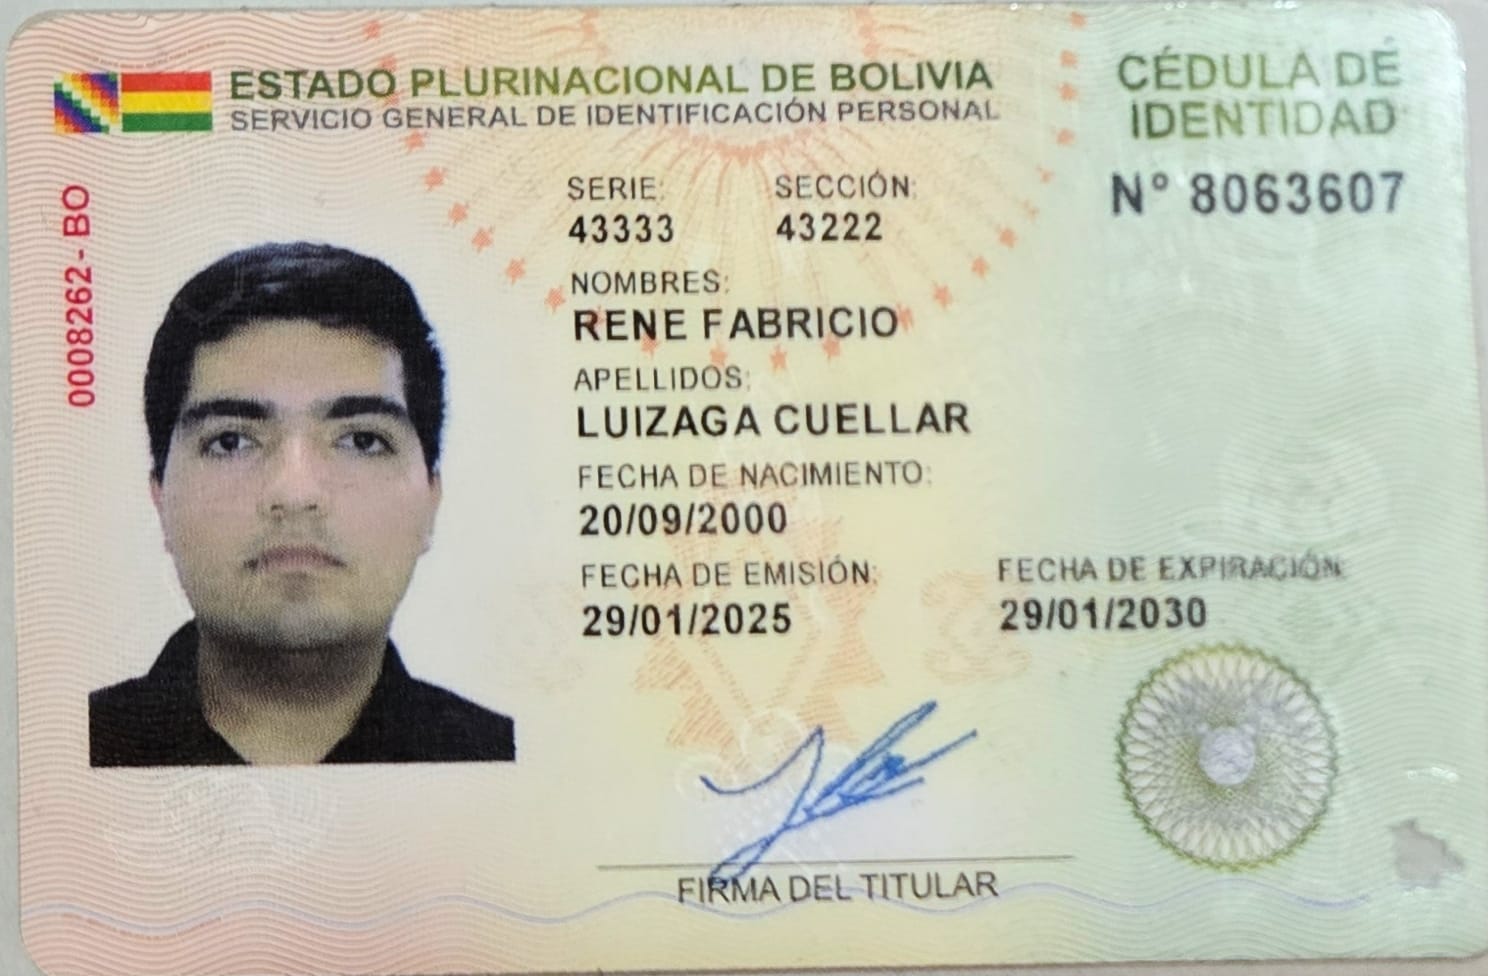 ESTADO PLURINACIONAL DE BOLIVIA
SERVICIO GENERAL DE IDENTIFICACIÓN PERSONAL
CÉDULA DE
IDENTIDAD
Nº 8063607
0008262- BO
SERIE: SECCIÓN:
43333 43222
NOMBRES:
RENE FABRICIO
APELLIDOS:
LUIZAGA CUELLAR
FECHA DE NACIMIENTO:
20/09/2000
FECHA DE EMISIÓN: FECHA DE EXPIRACIÓN:
29/01/2025 29/01/2030
FIRMA DEL TITULAR